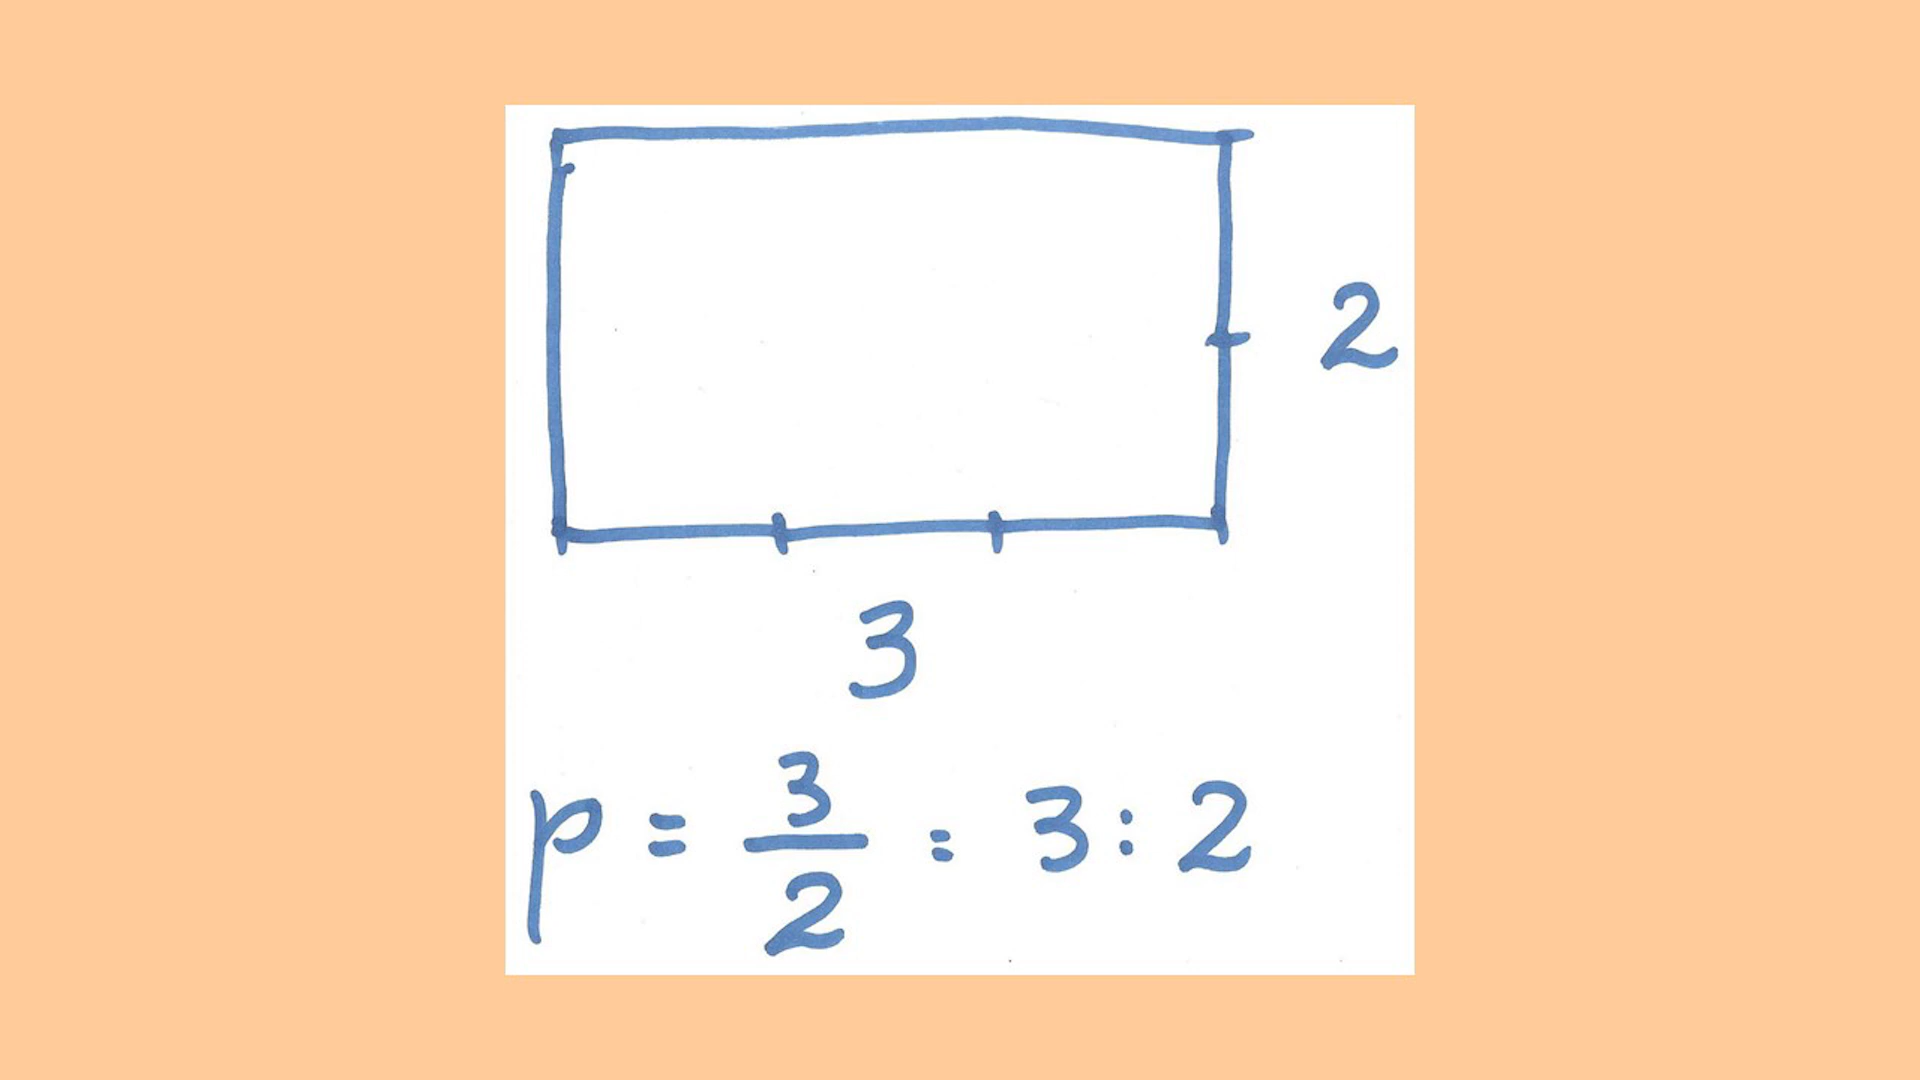 2
3
p = 3/2 = 3:2